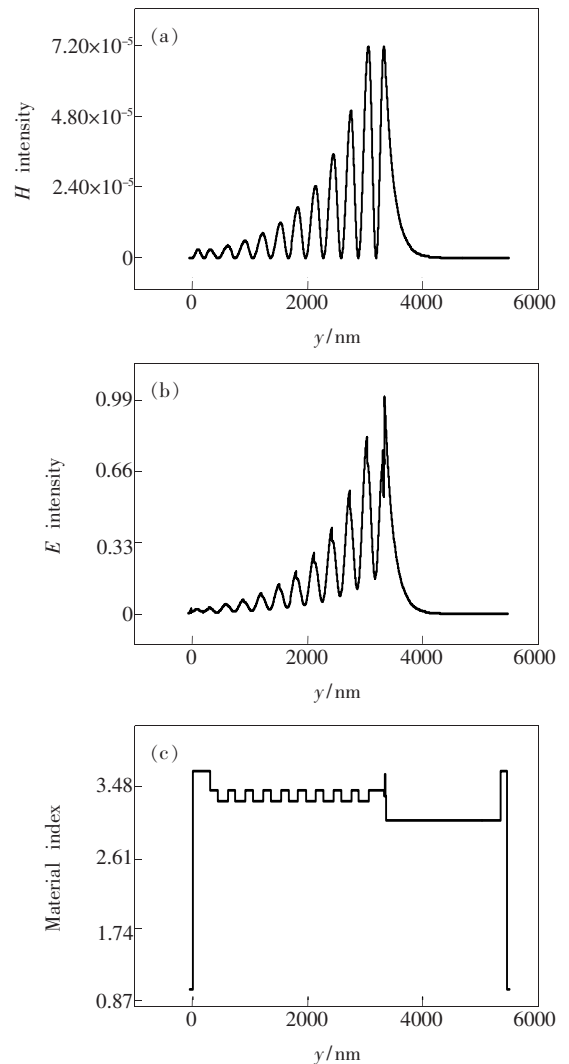 (a)
7.20×10⁻⁵
4.80×10⁻⁵
2.40×10⁻⁵
0
H intensity
0 2000 4000 6000
y/nm
(b)
0.99
0.66
0.33
0
E intensity
0 2000 4000 6000
y/nm
(c)
3.48
2.61
1.74
0.87
Material index
0 2000 4000 6000
y/nm